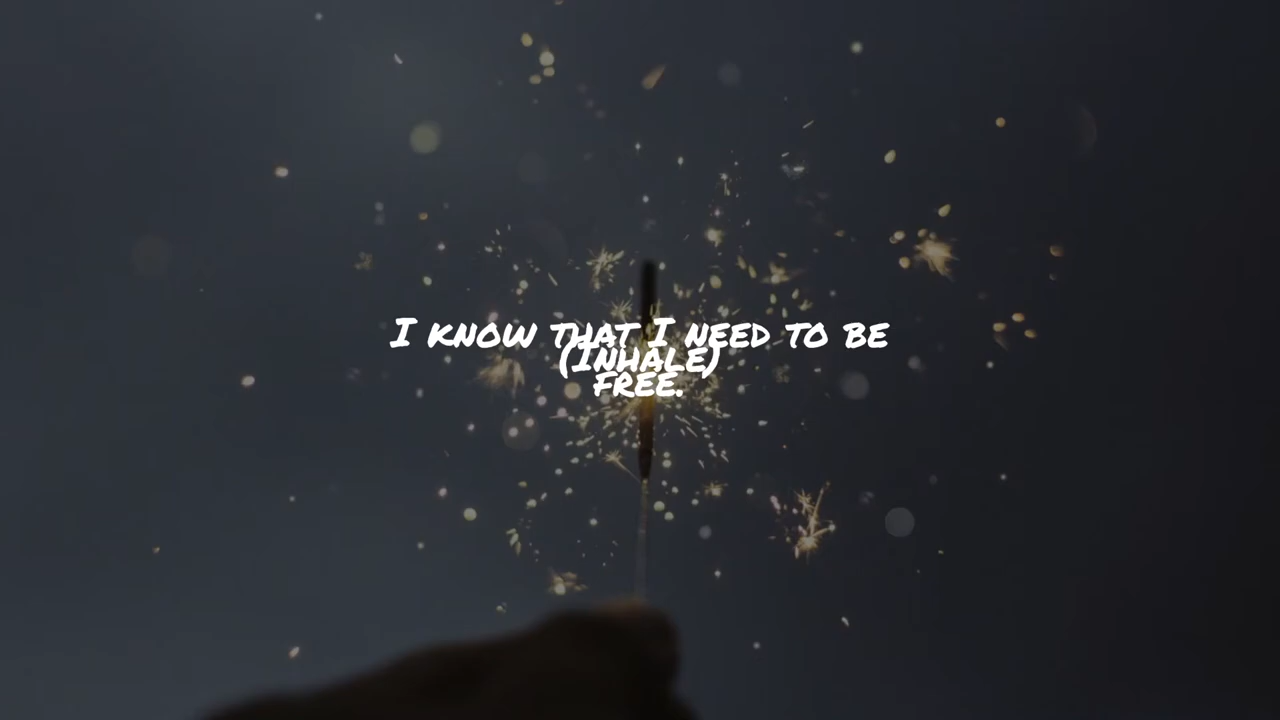 I KNOW THAT I NEED TO BE
(INHALE)
FREE.